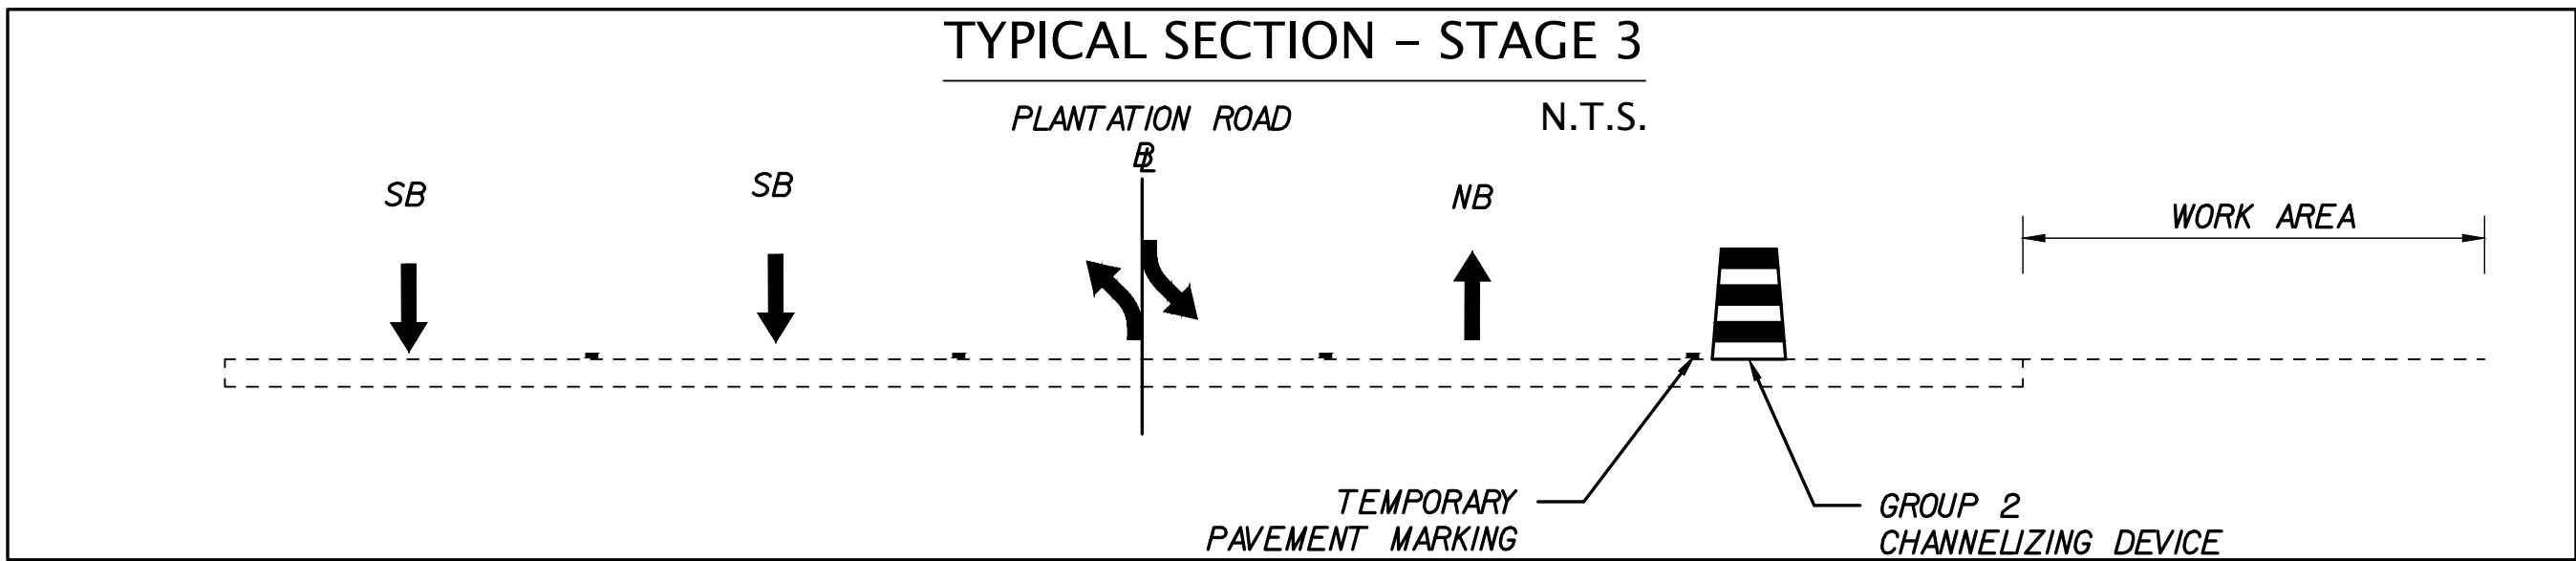 TYPICAL SECTION – STAGE 3
PLANTATION ROAD
N.T.S.
SB
SB
NB
WORK AREA
TEMPORARY
PAVEMENT MARKING
GROUP 2
CHANNELIZING DEVICE